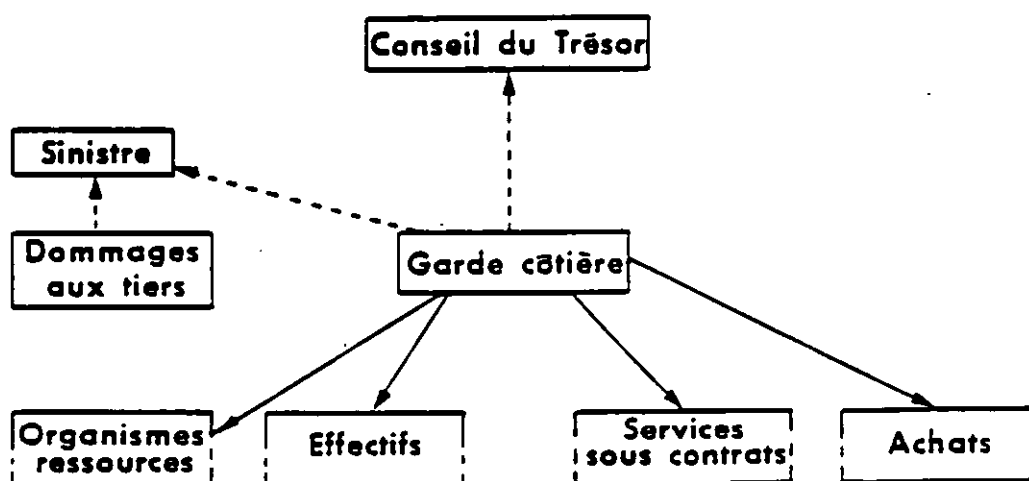 Conseil du Trésor
Sinistre
Dommages
aux tiers
Garde côtière
Organismes
ressources
Effectifs
Services
sous contrats
Achats